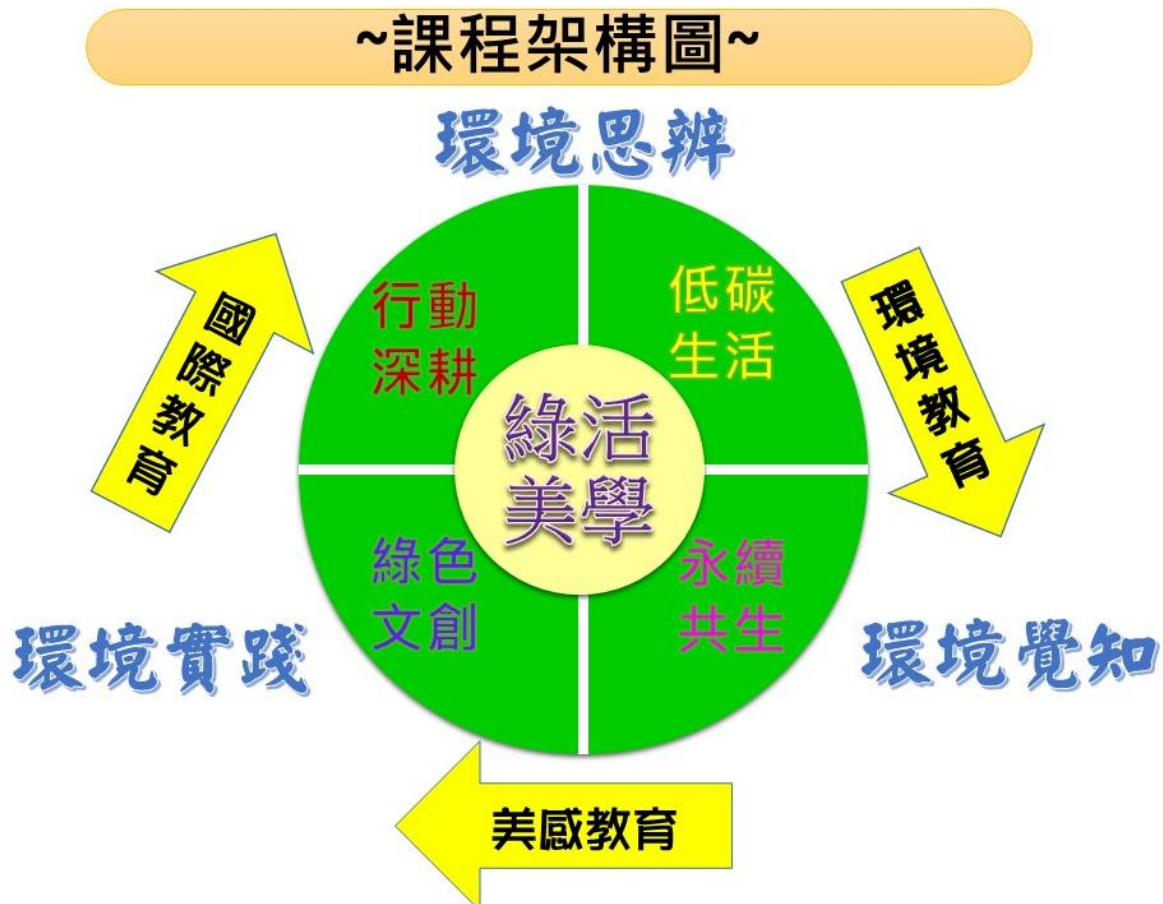 ~課程架構圖~
環境思辨
國際教育
行動
深耕
低碳
生活
環境教育
綠活
美學
綠色
文創
永續
共生
環境實踐
環境覺知
美感教育